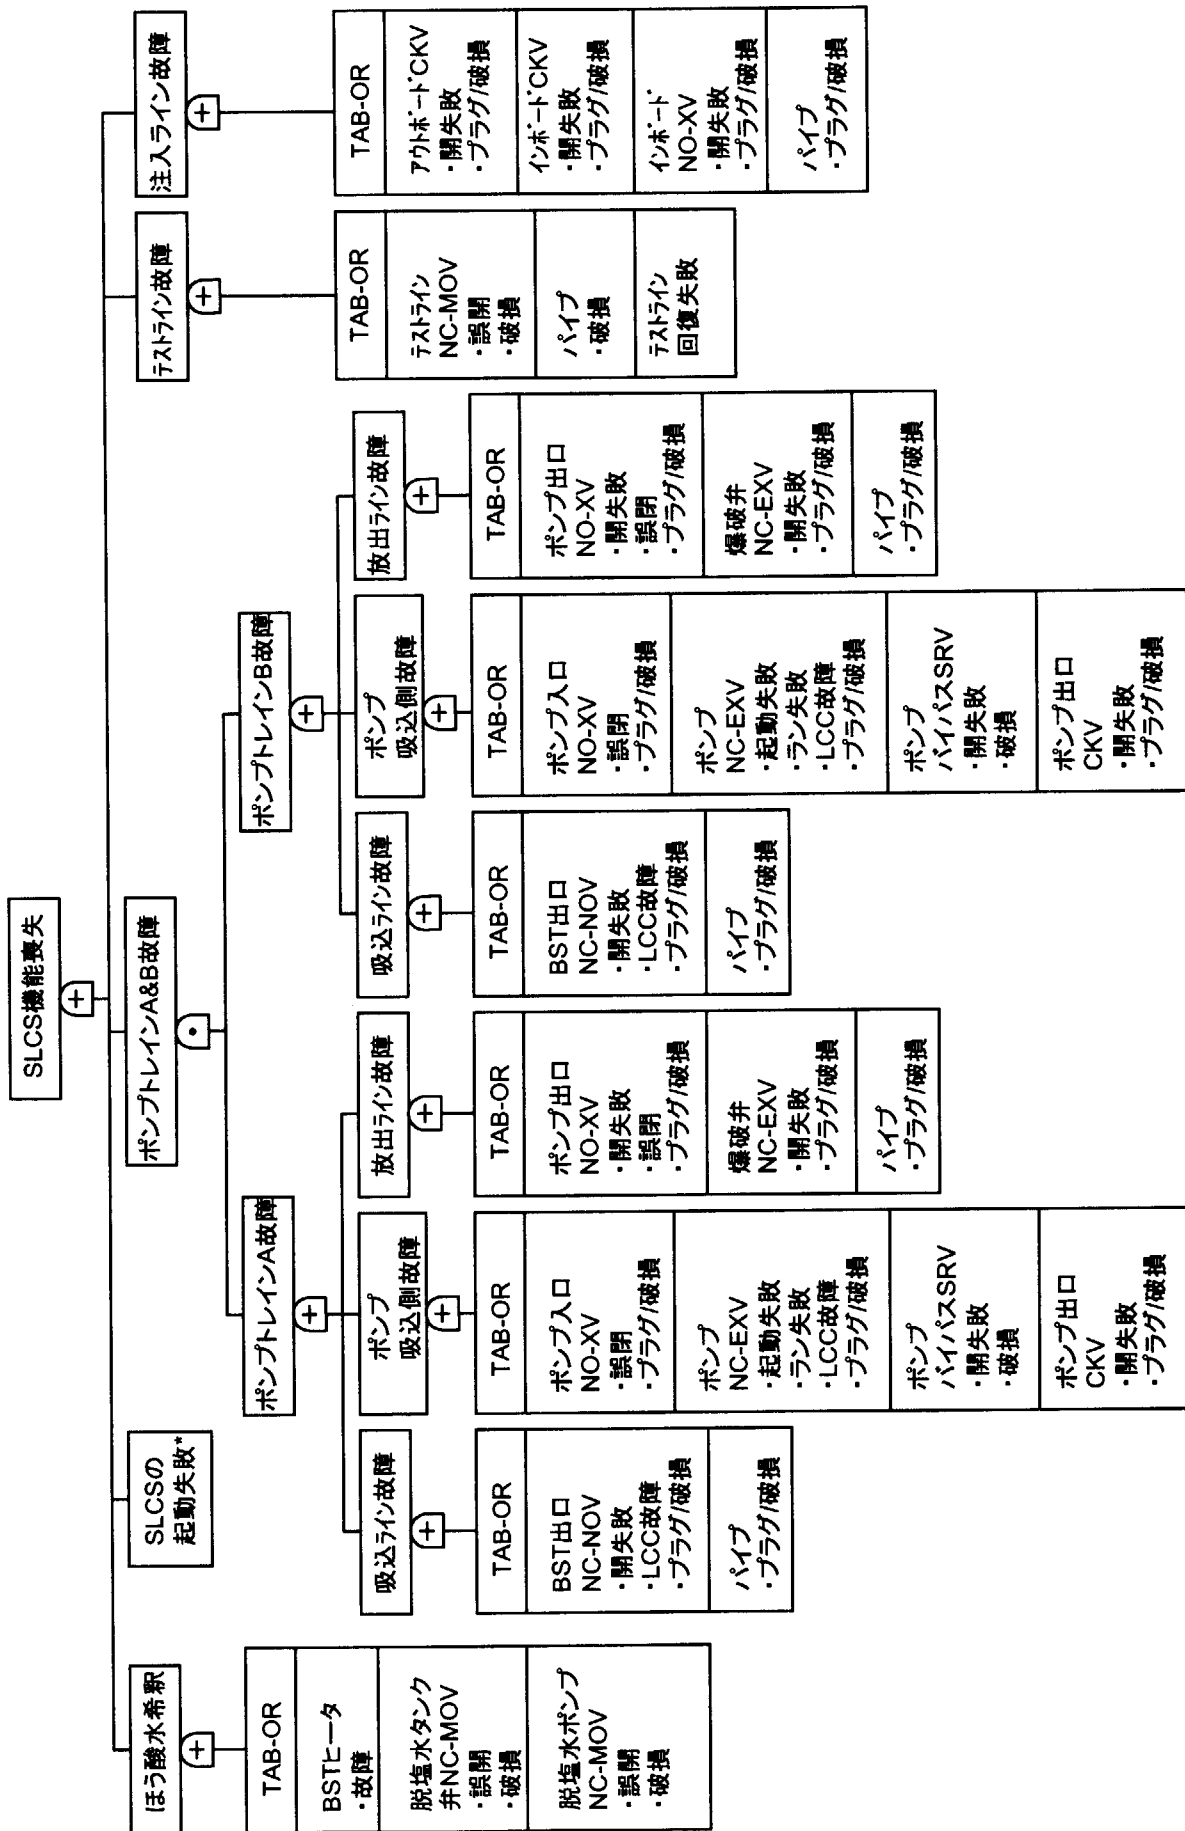 SLCS機能喪失
ほう酸水希釈
TAB-OR
BSTヒータ
・故障
脱塩水タンク
弁NC-MOV
・誤開
・破損
脱塩水ポンプ
NC-MOV
・誤開
・破損
SLCSの
起動失敗*
ポンプトレインA&B故障
ポンプトレインA故障
吸込ライン故障
TAB-OR
BST出口
NC-NOV
・開失敗
・LCC故障
・プラグ/破損
パイプ
・プラグ/破損
ポンプ
吸込側故障
TAB-OR
ポンプ入口
NO-XV
・誤閉
・プラグ/破損
ポンプ
NC-EXV
・起動失敗
・ラン失敗
・LCC故障
・プラグ/破損
ポンプ
バイパスSRV
・開失敗
・破損
ポンプ出口
CKV
・開失敗
・プラグ/破損
放出ライン故障
TAB-OR
ポンプ出口
NO-XV
・開失敗
・誤閉
・プラグ/破損
爆破弁
NC-EXV
・開失敗
・プラグ/破損
パイプ
・プラグ/破損
ポンプトレインB故障
吸込ライン故障
TAB-OR
BST出口
NC-NOV
・開失敗
・LCC故障
・プラグ/破損
パイプ
・プラグ/破損
ポンプ
吸込側故障
TAB-OR
ポンプ入口
NO-XV
・誤閉
・プラグ/破損
ポンプ
NC-EXV
・起動失敗
・ラン失敗
・LCC故障
・プラグ/破損
ポンプ
バイパスSRV
・開失敗
・破損
ポンプ出口
CKV
・開失敗
・プラグ/破損
放出ライン故障
TAB-OR
ポンプ出口
NO-XV
・開失敗
・誤閉
・プラグ/破損
爆破弁
NC-EXV
・開失敗
・プラグ/破損
パイプ
・プラグ/破損
テストライン故障
TAB-OR
テストライン
NC-MOV
・誤開
・破損
パイプ
・破損
テストライン
回復失敗
注入ライン故障
TAB-OR
アウトボードCKV
・開失敗
・プラグ/破損
インボードCKV
・開失敗
・プラグ/破損
インボード
NO-XV
・開失敗
・プラグ/破損
パイプ
・プラグ/破損